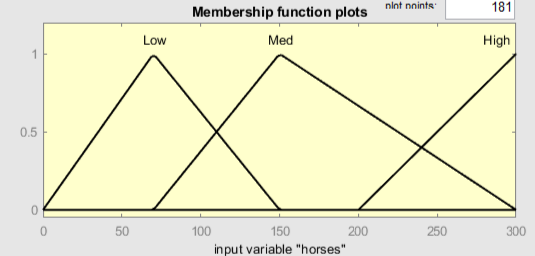 Membership function plots
plot points:
181
Low
Med
High
1
0.5
0
0
50
100
150
200
250
300
input variable "horses"